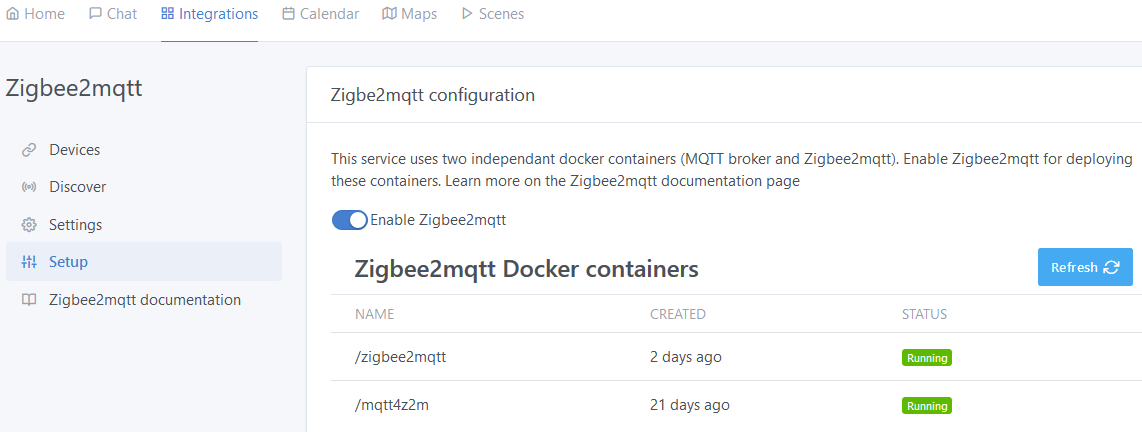 Home Chat Integrations Calendar Maps Scenes
Zigbee2mqtt
Devices
Discover
Settings
Setup
Zigbee2mqtt documentation
Zigbe2mqtt configuration
This service uses two independant docker containers (MQTT broker and Zigbee2mqtt). Enable Zigbee2mqtt for deploying
these containers. Learn more on the Zigbee2mqtt documentation page
Enable Zigbee2mqtt
Zigbee2mqtt Docker containers
Refresh
NAME CREATED STATUS
/zigbee2mqtt 2 days ago Running
/mqtt4z2m 21 days ago Running